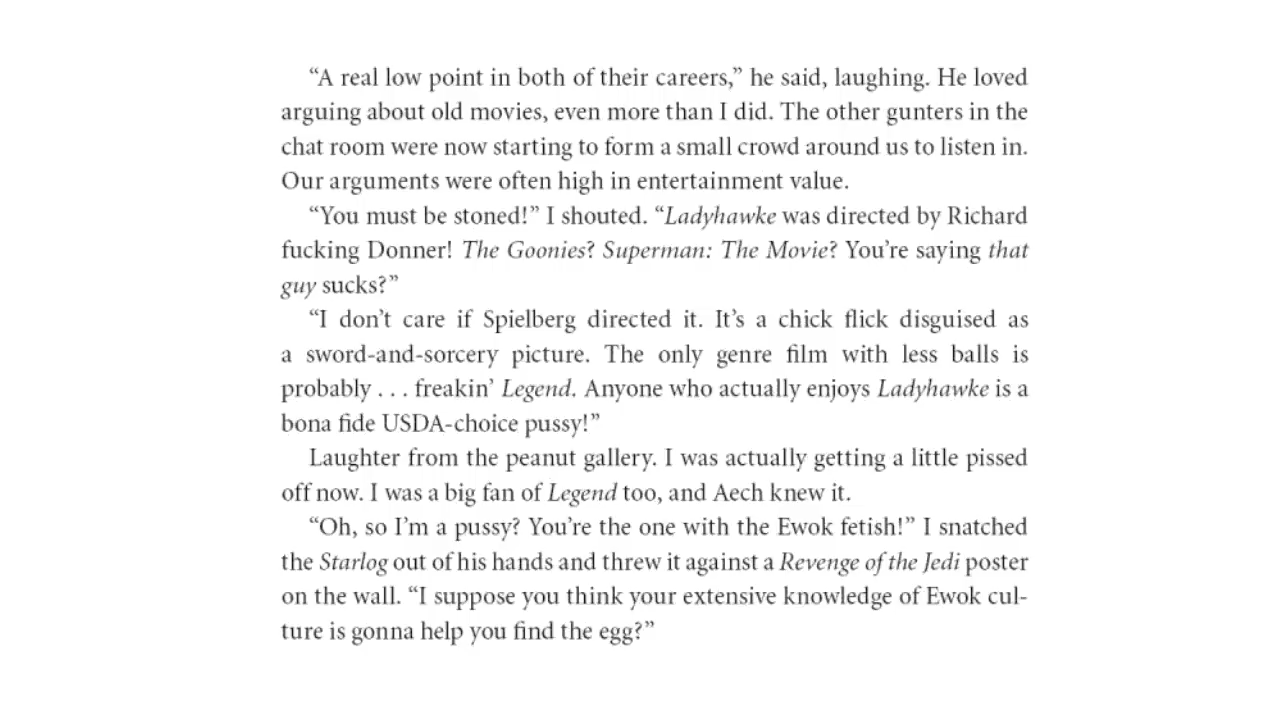 “A real low point in both of their careers,” he said, laughing. He loved
arguing about old movies, even more than I did. The other gunters in the
chat room were now starting to form a small crowd around us to listen in.
Our arguments were often high in entertainment value.
“You must be stoned!” I shouted. “Ladyhawke was directed by Richard
fucking Donner! The Goonies? Superman: The Movie? You’re saying that
guy sucks?”
“I don’t care if Spielberg directed it. It’s a chick flick disguised as
a sword-and-sorcery picture. The only genre film with less balls is
probably . . . freakin’ Legend. Anyone who actually enjoys Ladyhawke is a
bona fide USDA-choice pussy!”
Laughter from the peanut gallery. I was actually getting a little pissed
off now. I was a big fan of Legend too, and Aech knew it.
“Oh, so I’m a pussy? You’re the one with the Ewok fetish!” I snatched
the Starlog out of his hands and threw it against a Revenge of the Jedi poster
on the wall. “I suppose you think your extensive knowledge of Ewok cul-
ture is gonna help you find the egg?”